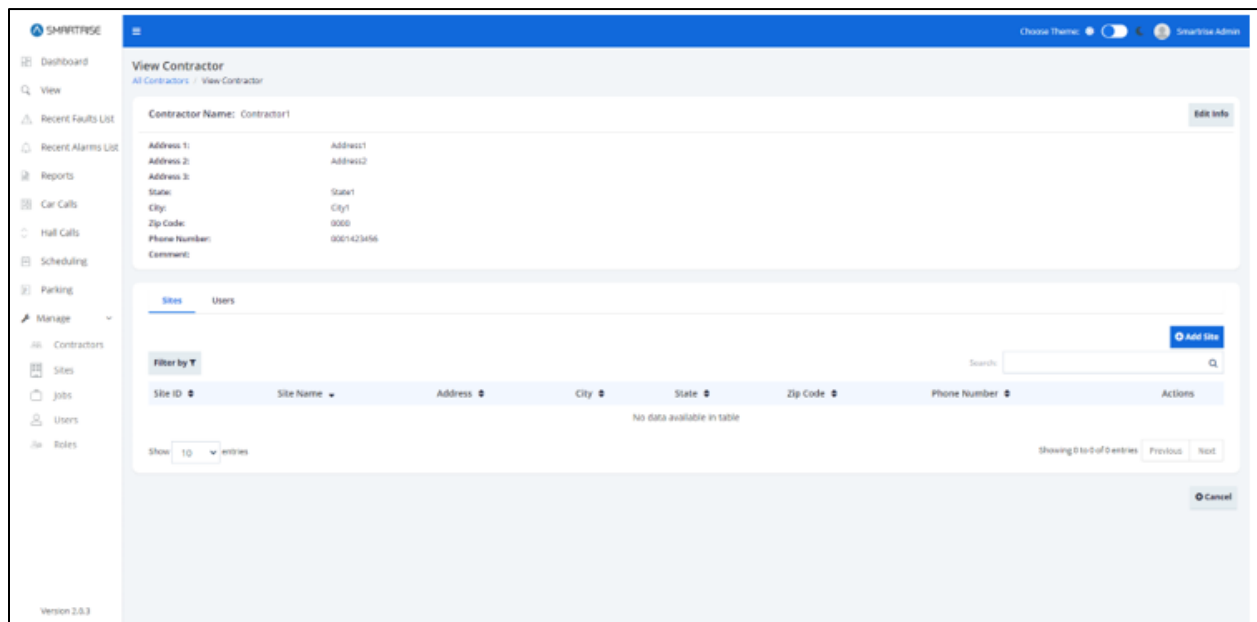 SMARTRISE
Choose Theme: Smartrise Admin
Dashboard
View
Recent Faults List
Recent Alarms List
Reports
Car Calls
Hall Calls
Scheduling
Parking
Manage
Contractors
Sites
Jobs
Users
Roles
Version 2.0.3
View Contractor
All Contractors / View Contractor
Contractor Name: Contractor1 Edit Info
Address 1: Address1
Address 2: Address2
Address 3:
State: State1
City: City1
Zip Code: 0000
Phone Number: 0001423456
Comment:
Sites Users
Add Site
Filter by Search:
Site ID Site Name Address City State Zip Code Phone Number Actions
No data available in table
Show 10 entries Showing 0 to 0 of 0 entries Previous Next
Cancel